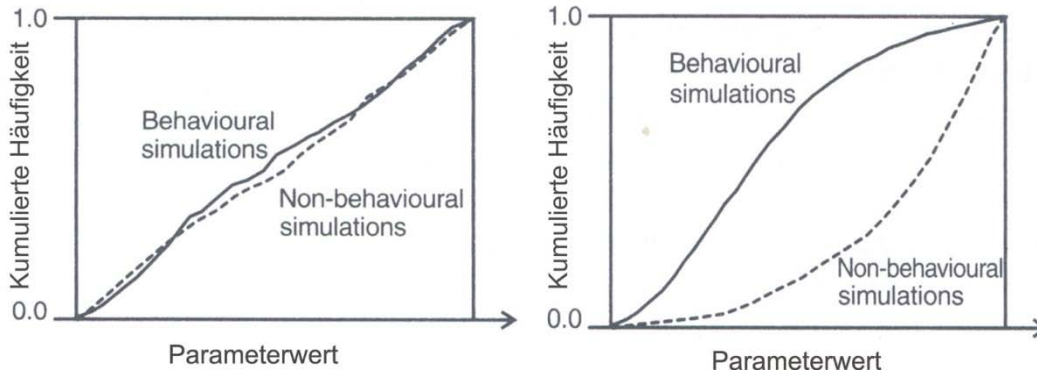 1.0
Kumulierte Häufigkeit
Behavioural
simulations
Non-behavioural
simulations
0.0
Parameterwert
1.0
Kumulierte Häufigkeit
Behavioural
simulations
Non-behavioural
simulations
0.0
Parameterwert